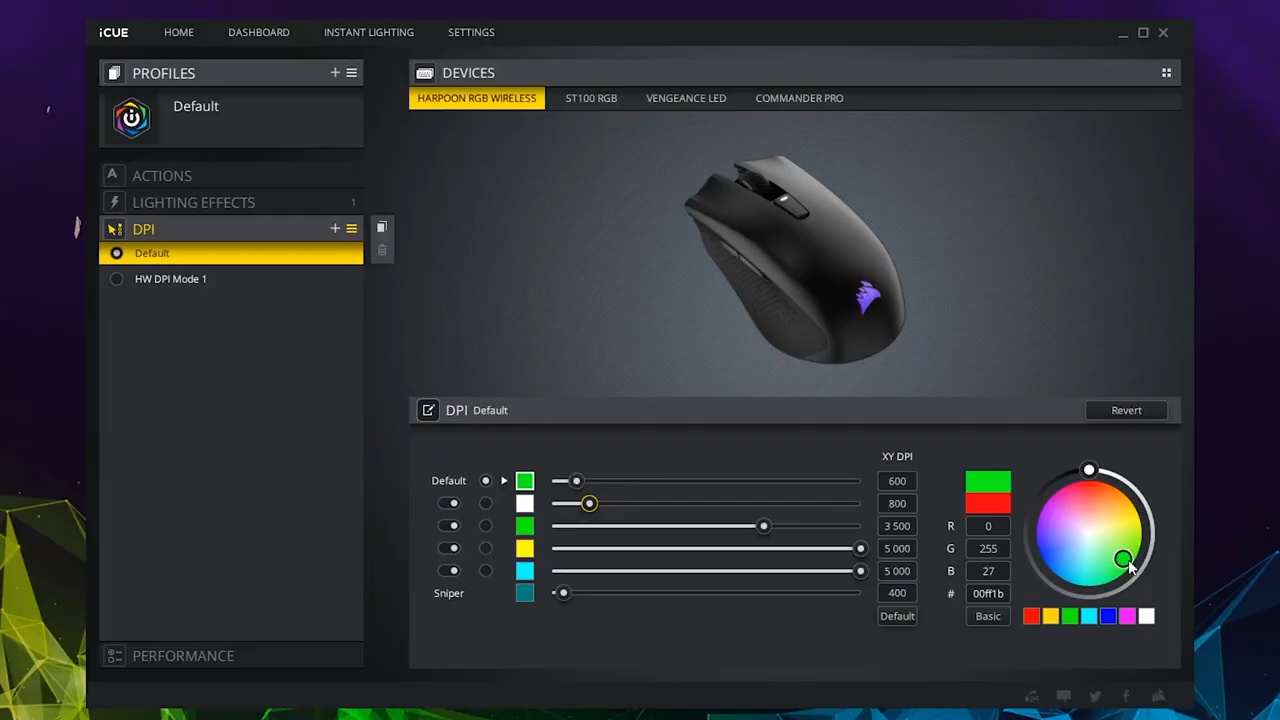 iCUE HOME DASHBOARD INSTANT LIGHTING SETTINGS
PROFILES
Default
ACTIONS
LIGHTING EFFECTS 1
DPI
Default
HW DPI Mode 1
PERFORMANCE
DEVICES
HARPOON RGB WIRELESS ST100 RGB VENGEANCE LED COMMANDER PRO
DPI Default Revert
XY DPI
Default 600
800
3 500
5 000
5 000
Sniper 400
Default
R 0
G 255
B 27
# 00ff1b
Basic